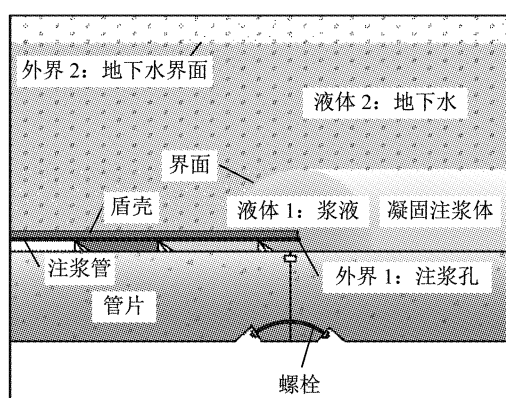 外界 2：地下水界面
液体 2：地下水
界面
盾壳
液体 1：浆液
凝固注浆体
注浆管
外界 1：注浆孔
管片
螺栓